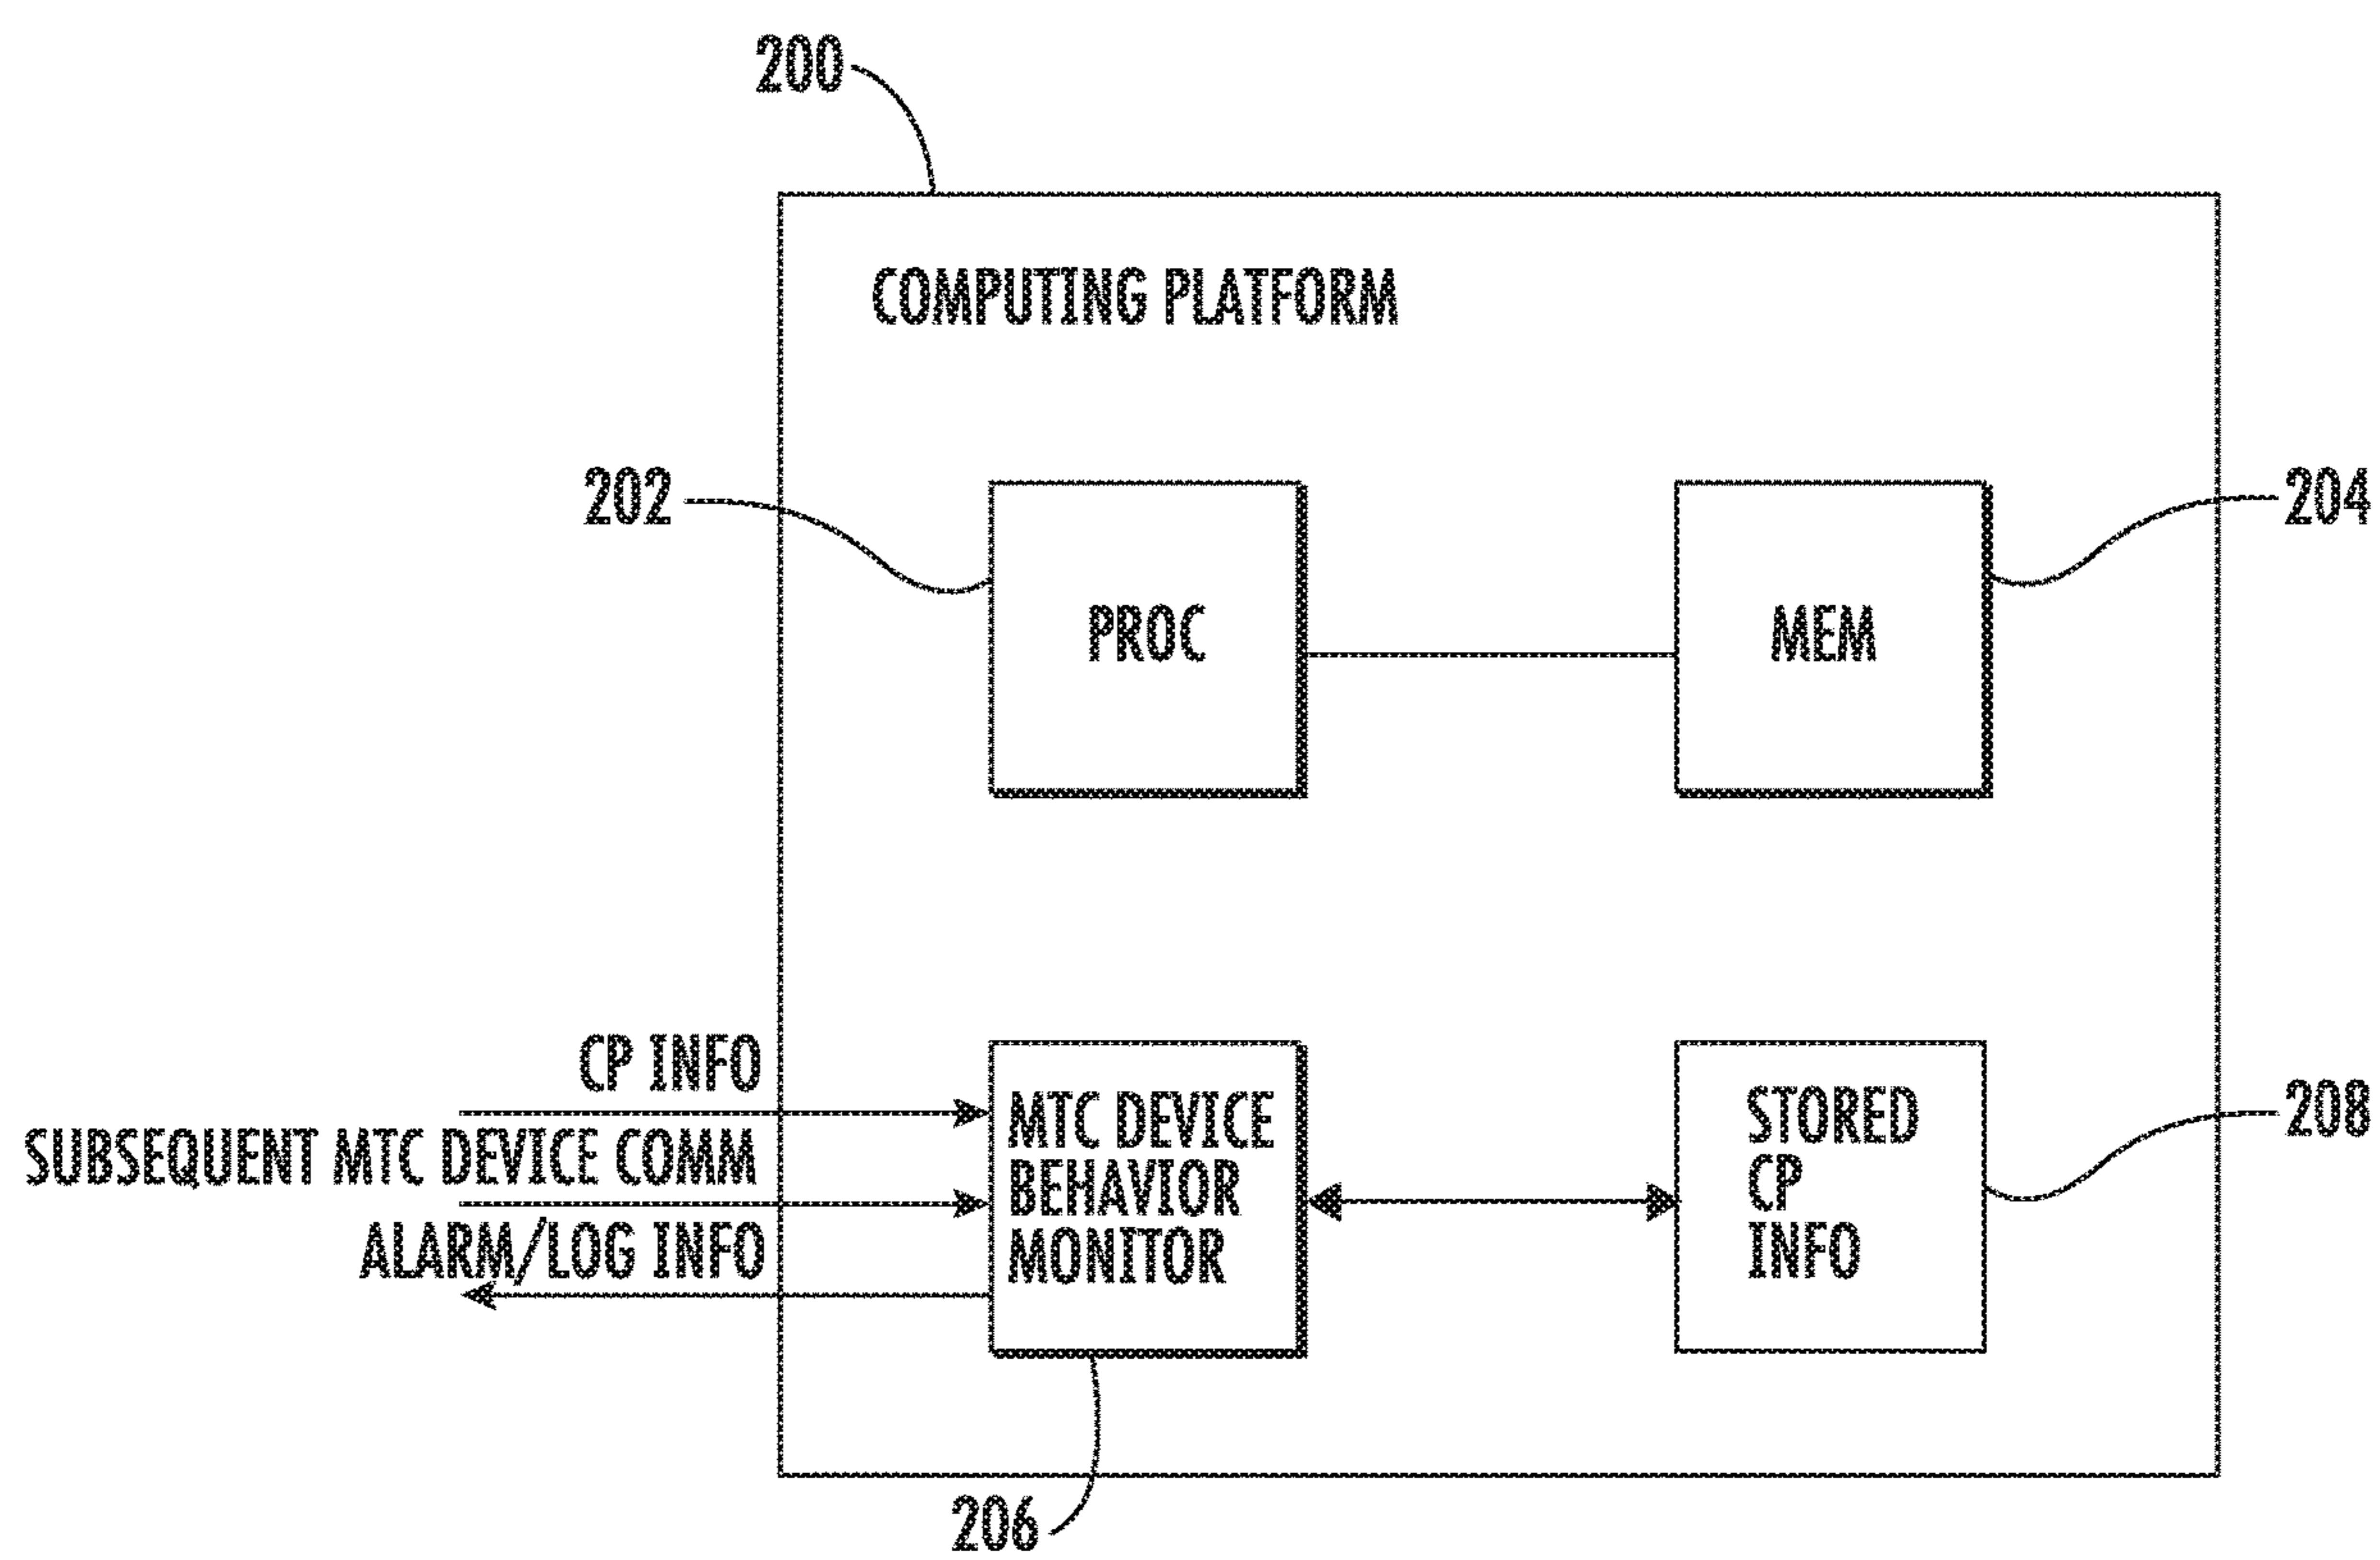 200
COMPUTING PLATFORM
202
204
PROC
MEM
CP INFO
SUBSEQUENT MTC DEVICE COMM
ALARM/LOG INFO
MTC DEVICE
BEHAVIOR
MONITOR
STORED
CP
INFO
208
206